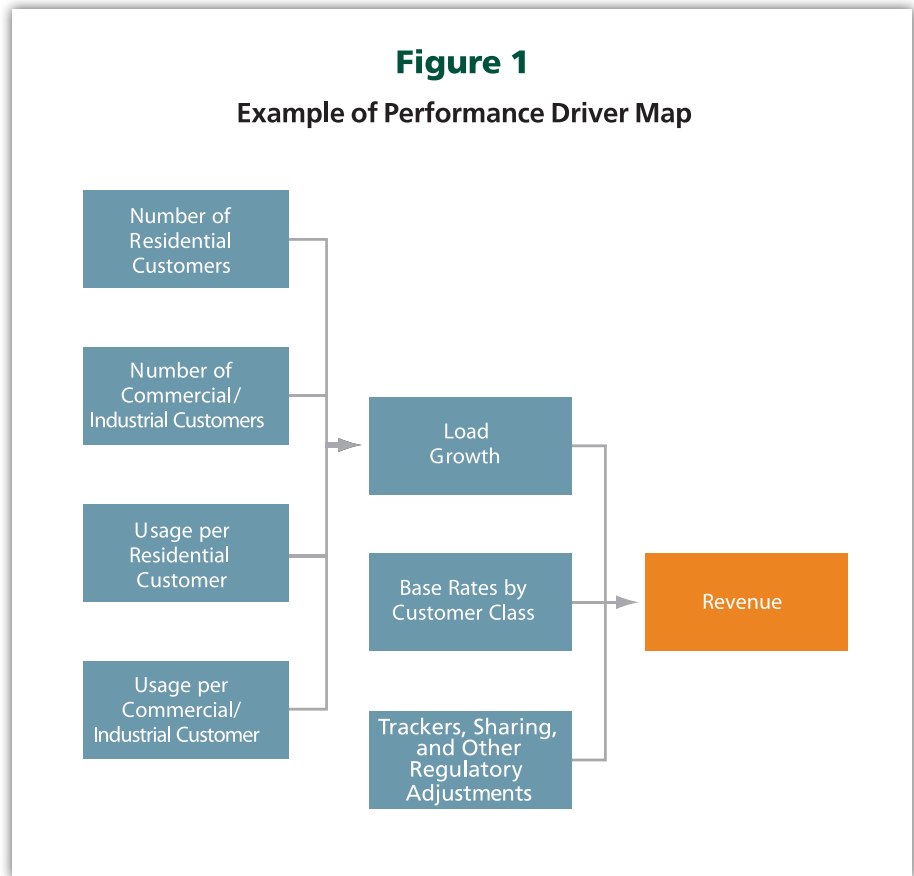 Figure 1
Example of Performance Driver Map
Number of
Residential
Customers
Number of
Commercial/
Industrial Customers
Usage per
Residential
Customer
Usage per
Commercial/
Industrial Customer
Load
Growth
Base Rates by
Customer Class
Trackers, Sharing,
and Other
Regulatory
Adjustments
Revenue